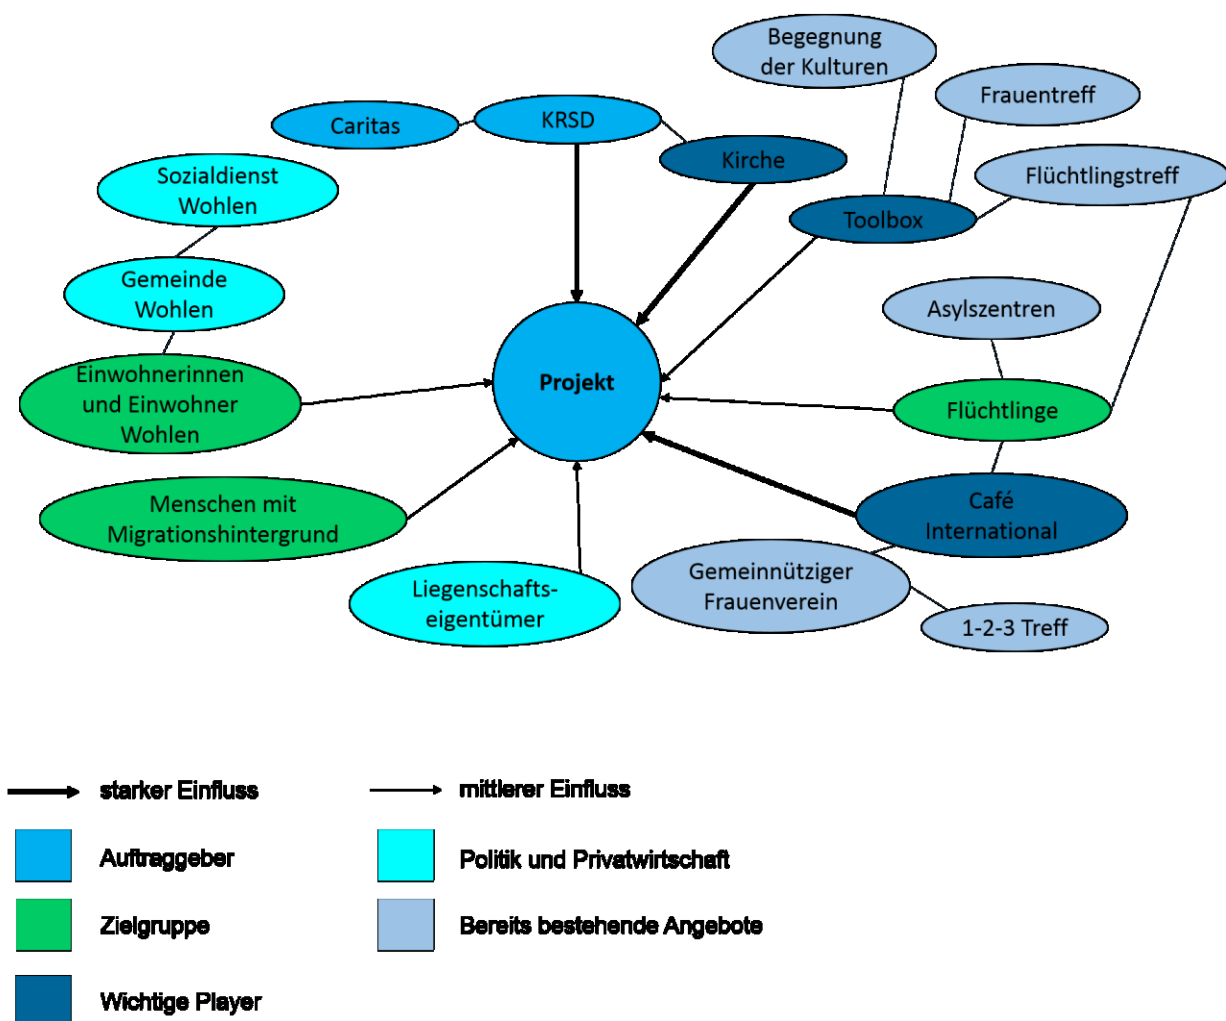 Begegnung
der Kulturen
Frauentreff
Caritas
KRSD
Kirche
Sozialdienst
Wohlen
Flüchtlingstreff
Toolbox
Gemeinde
Wohlen
Asylszentren
Einwohnerinnen
und Einwohner
Wohlen
Projekt
Flüchtlinge
Menschen mit
Migrationshintergrund
Café
International
Liegenschafts-
eigentümer
Gemeinnütziger
Frauenverein
1-2-3 Treff
starker Einfluss
mittlerer Einfluss
Auftraggeber
Politik und Privatwirtschaft
Zielgruppe
Bereits bestehende Angebote
Wichtige Player